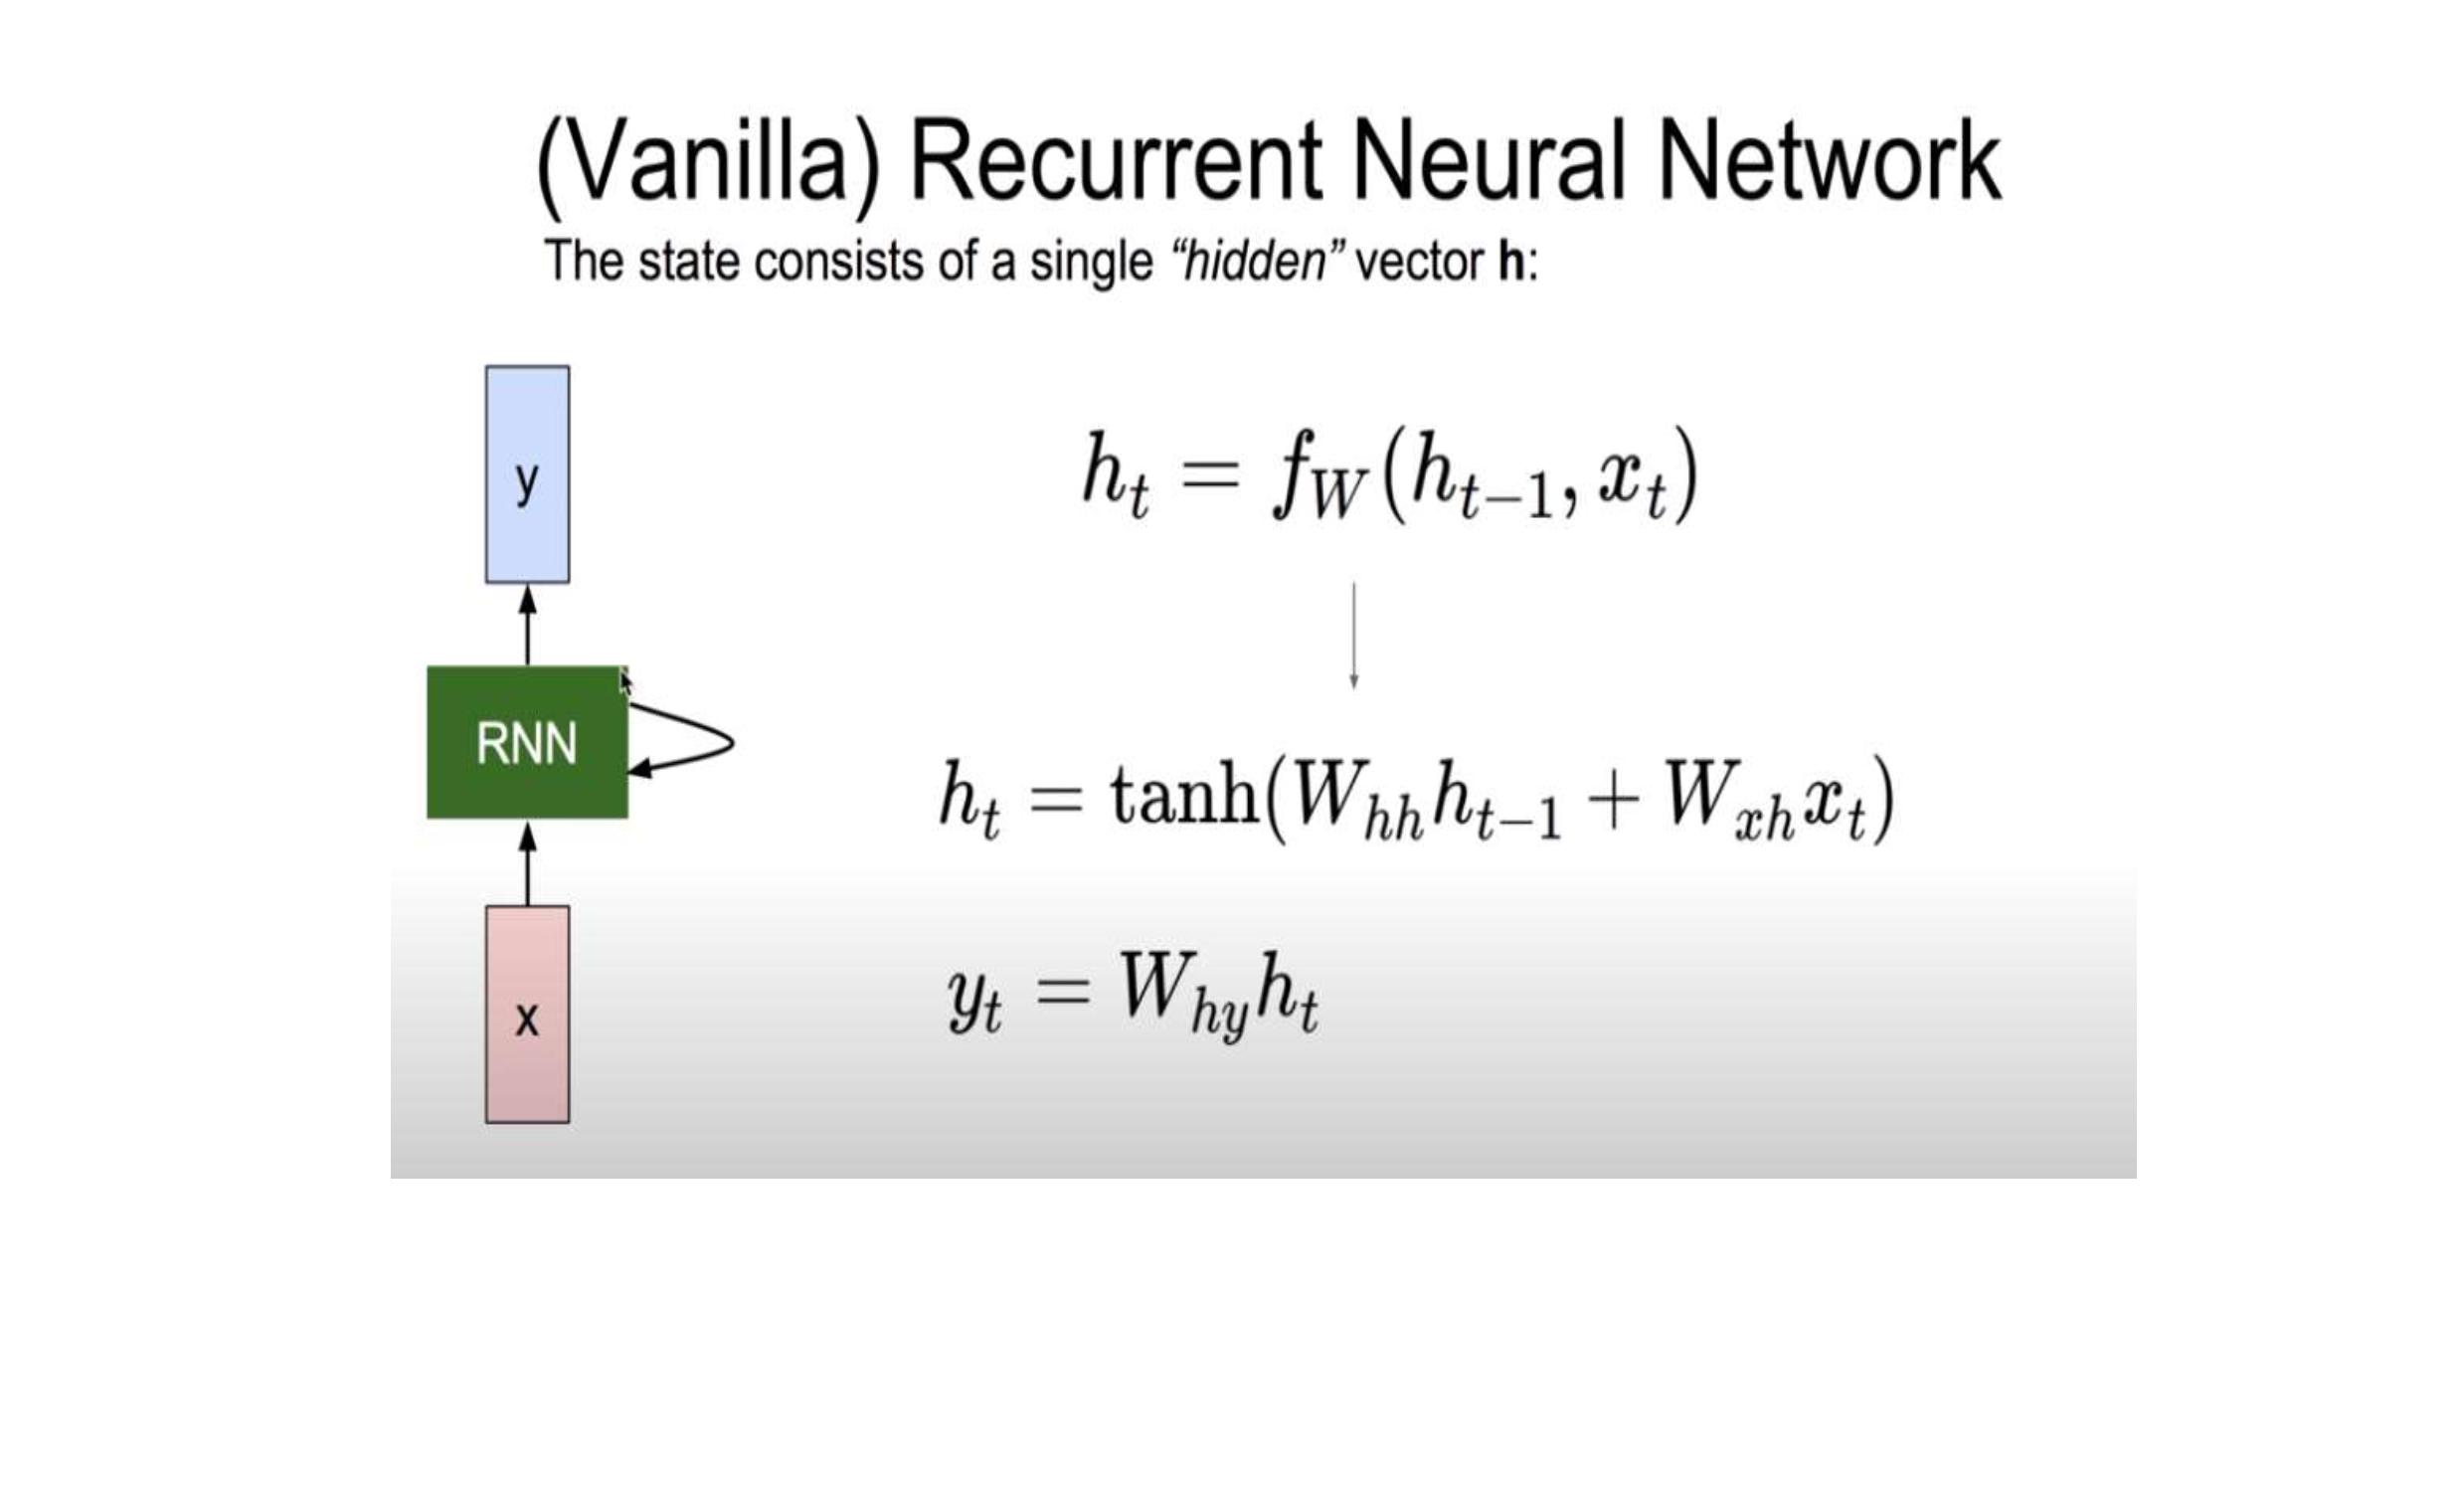 (Vanilla) Recurrent Neural Network
The state consists of a single “hidden” vector h:
y
RNN
x
h_t = f_W(h_{t-1}, x_t)
h_t = tanh(W_{hh}h_{t-1} + W_{xh}x_t)
y_t = W_{hy}h_t